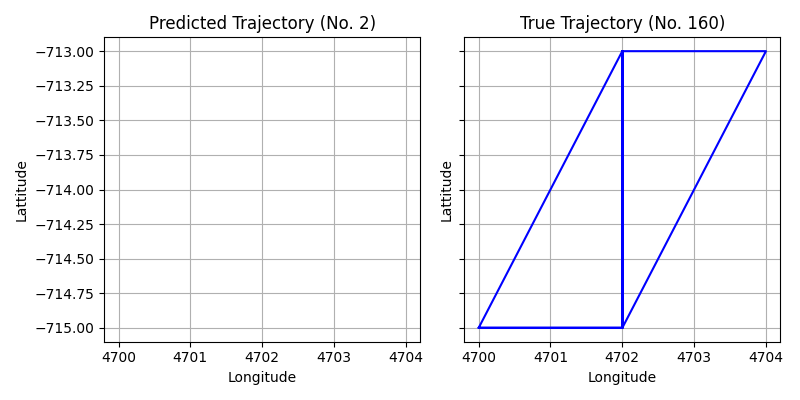 Predicted Trajectory (No. 2)
True Trajectory (No. 160)
−713.00
−713.25
−713.50
−713.75
−714.00
−714.25
−714.50
−714.75
−715.00
Lattitude
Lattitude
4700 4701 4702 4703 4704
4700 4701 4702 4703 4704
Longitude
Longitude